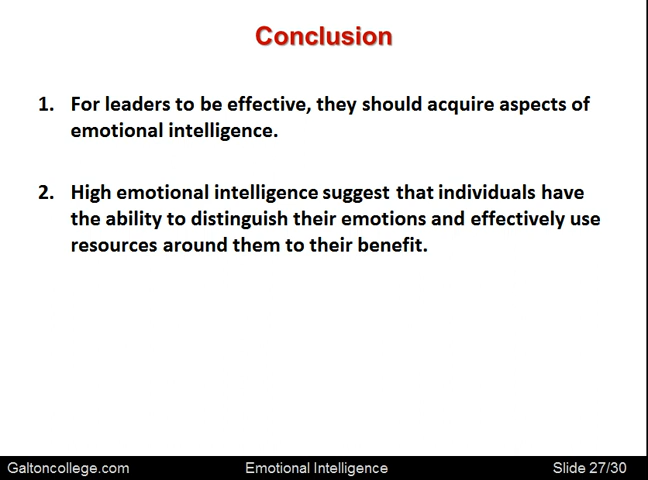 Conclusion
1. For leaders to be effective, they should acquire aspects of
emotional intelligence.
2. High emotional intelligence suggest that individuals have
the ability to distinguish their emotions and effectively use
resources around them to their benefit.
Galtoncollege.com Emotional Intelligence Slide 27/30